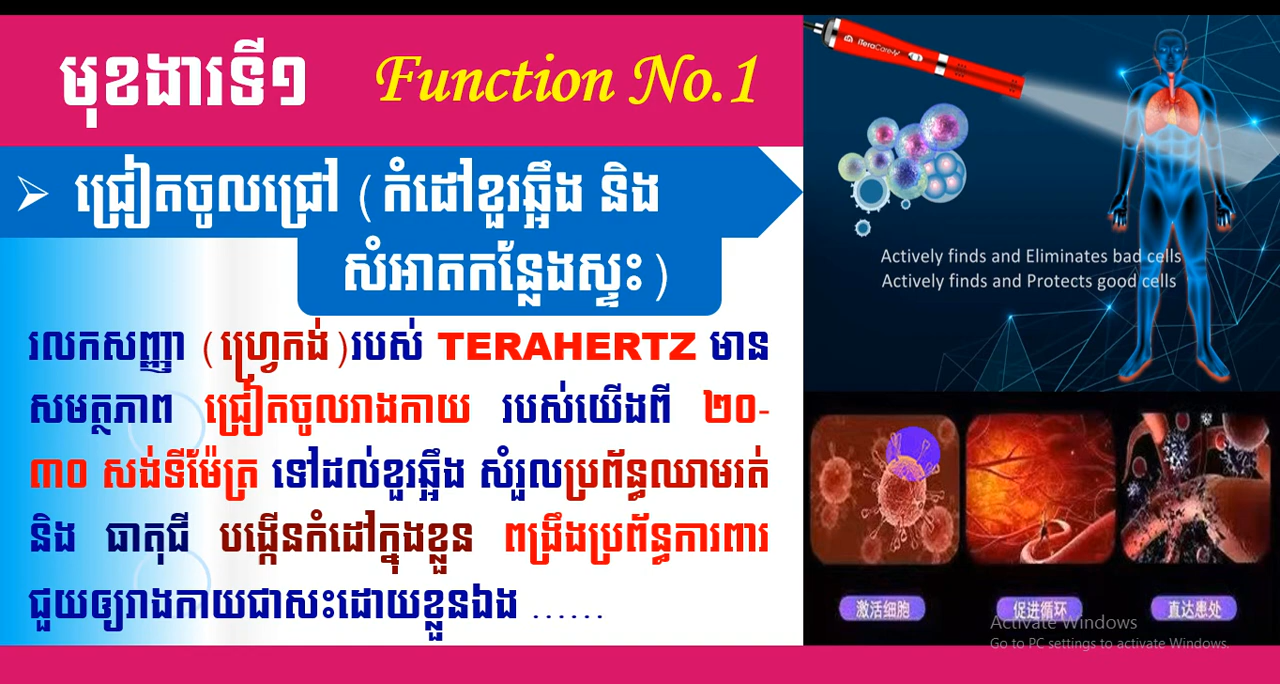 មុខងារទី១ Function No.1
➢ ជ្រៀតចូលជ្រៅ (កំដៅខួរឆ្អឹង និង
សំអាតកន្លែងស្ទះ)
រលកសញ្ញា (ហ្វ្រេកង់)របស់ TERAHERTZ មាន
សមត្ថភាព ជ្រៀតចូលរាងកាយ របស់យើងពី ២០-
៣០ សង់ទីម៉ែត្រ ទៅដល់ខួរឆ្អឹង សំរួលប្រព័ន្ធឈាមរត់
និង ធាតុជី បង្កើនកំដៅក្នុងខ្លួន ពង្រឹងប្រព័ន្ធការពារ
ជួយឲ្យរាងកាយជាសះដោយខ្លួនឯង ......
iTeraCare
Actively finds and Eliminates bad cells
Actively finds and Protects good cells
激活细胞 促进循环 直达患处
Activate Windows
Go to PC settings to activate Windows.